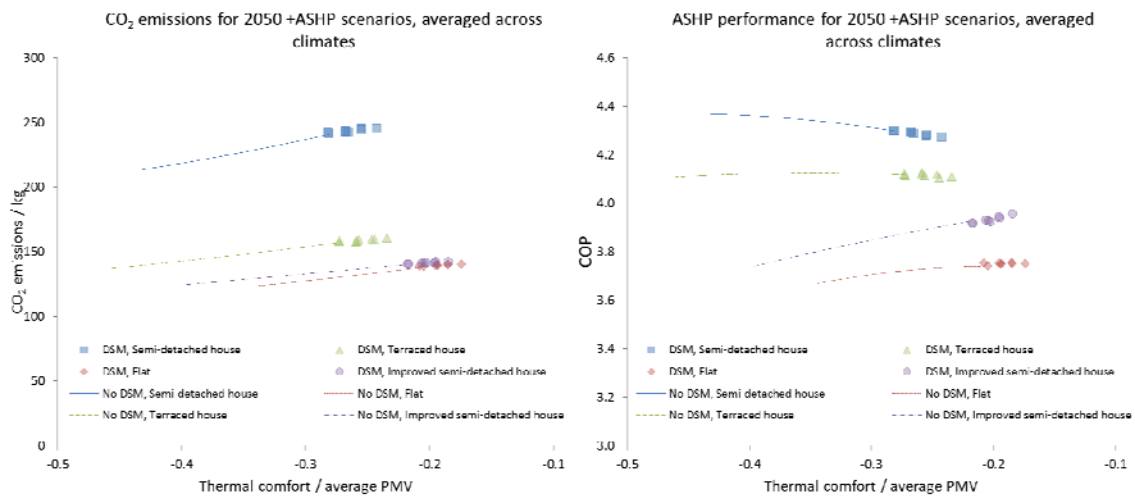 CO2 emissions for 2050 +ASHP scenarios, averaged across
climates
300
250
200
150
100
50
0
CO2 emissions / kg
DSM, Semi-detached house
DSM, Terraced house
DSM, Flat
DSM, Improved semi-detached house
No DSM, Semi detached house
No DSM, Flat
No DSM, Terraced house
No DSM, Improved semi-detached house
-0.5
-0.4
-0.3
-0.2
-0.1
Thermal comfort / average PMV
ASHP performance for 2050 +ASHP scenarios, averaged
across climates
4.6
4.4
4.2
4.0
3.8
3.6
3.4
3.2
3.0
COP
DSM, Semi-detached house
DSM, Terraced house
DSM, Flat
DSM, Improved semi-detached house
No DSM, Semi detached house
No DSM, Flat
No DSM, Terraced house
No DSM, Improved semi-detached house
-0.5
-0.4
-0.3
-0.2
-0.1
Thermal comfort / average PMV